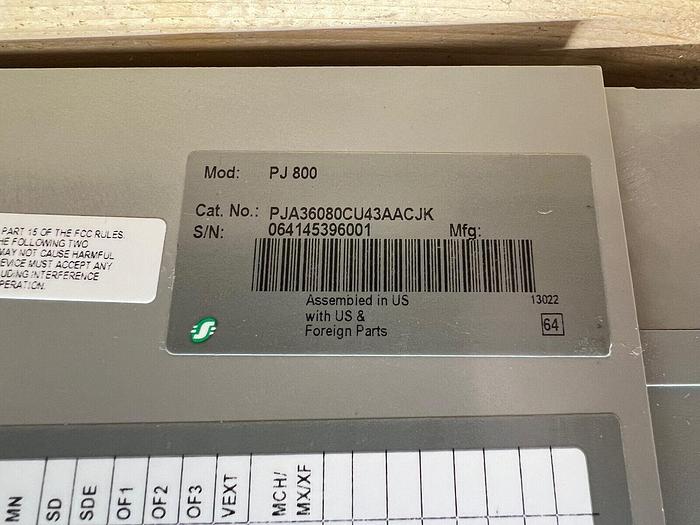 Mod: PJ 800
Cat. No.: PJA36080CU43AACJK
S/N: 064145396001 Mfg:
Assembled in US 13022
with US &
Foreign Parts 64
PART 15 OF THE FCC RULES.
HE FOLLOWING TWO
MAY NOT CAUSE HARMFUL
EVICE MUST ACCEPT ANY
UDING INTERFERENCE
PERATION.
MN
SD
SDE
OF1
OF2
OF3
VEXT
MCH/
MX/XF